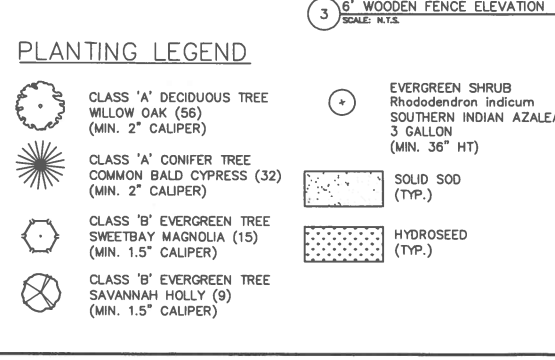 3
6' WOODEN FENCE ELEVATION
SCALE: N.T.S.
PLANTING LEGEND
CLASS 'A' DECIDUOUS TREE
WILLOW OAK (56)
(MIN. 2" CALIPER)
CLASS 'A' CONIFER TREE
COMMON BALD CYPRESS (32)
(MIN. 2" CALIPER)
CLASS 'B' EVERGREEN TREE
SWEETBAY MAGNOLIA (15)
(MIN. 1.5" CALIPER)
CLASS 'B' EVERGREEN TREE
SAVANNAH HOLLY (9)
(MIN. 1.5" CALIPER)
EVERGREEN SHRUB
Rhododendron indicum
SOUTHERN INDIAN AZALEA
3 GALLON
(MIN. 36" HT)
SOLID SOD
(TYP.)
HYDROSEED
(TYP.)